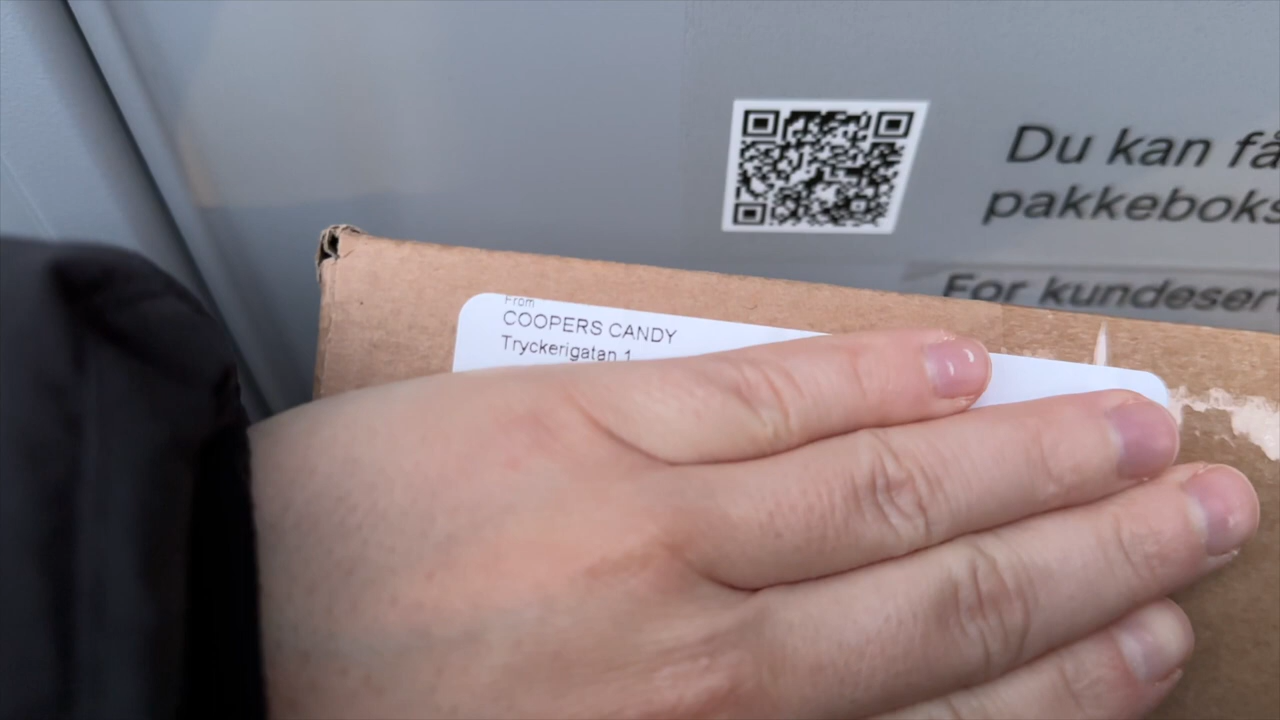 Du kan få
pakkeboks
For kundeser
From
COOPERS CANDY
Tryckerigatan 1